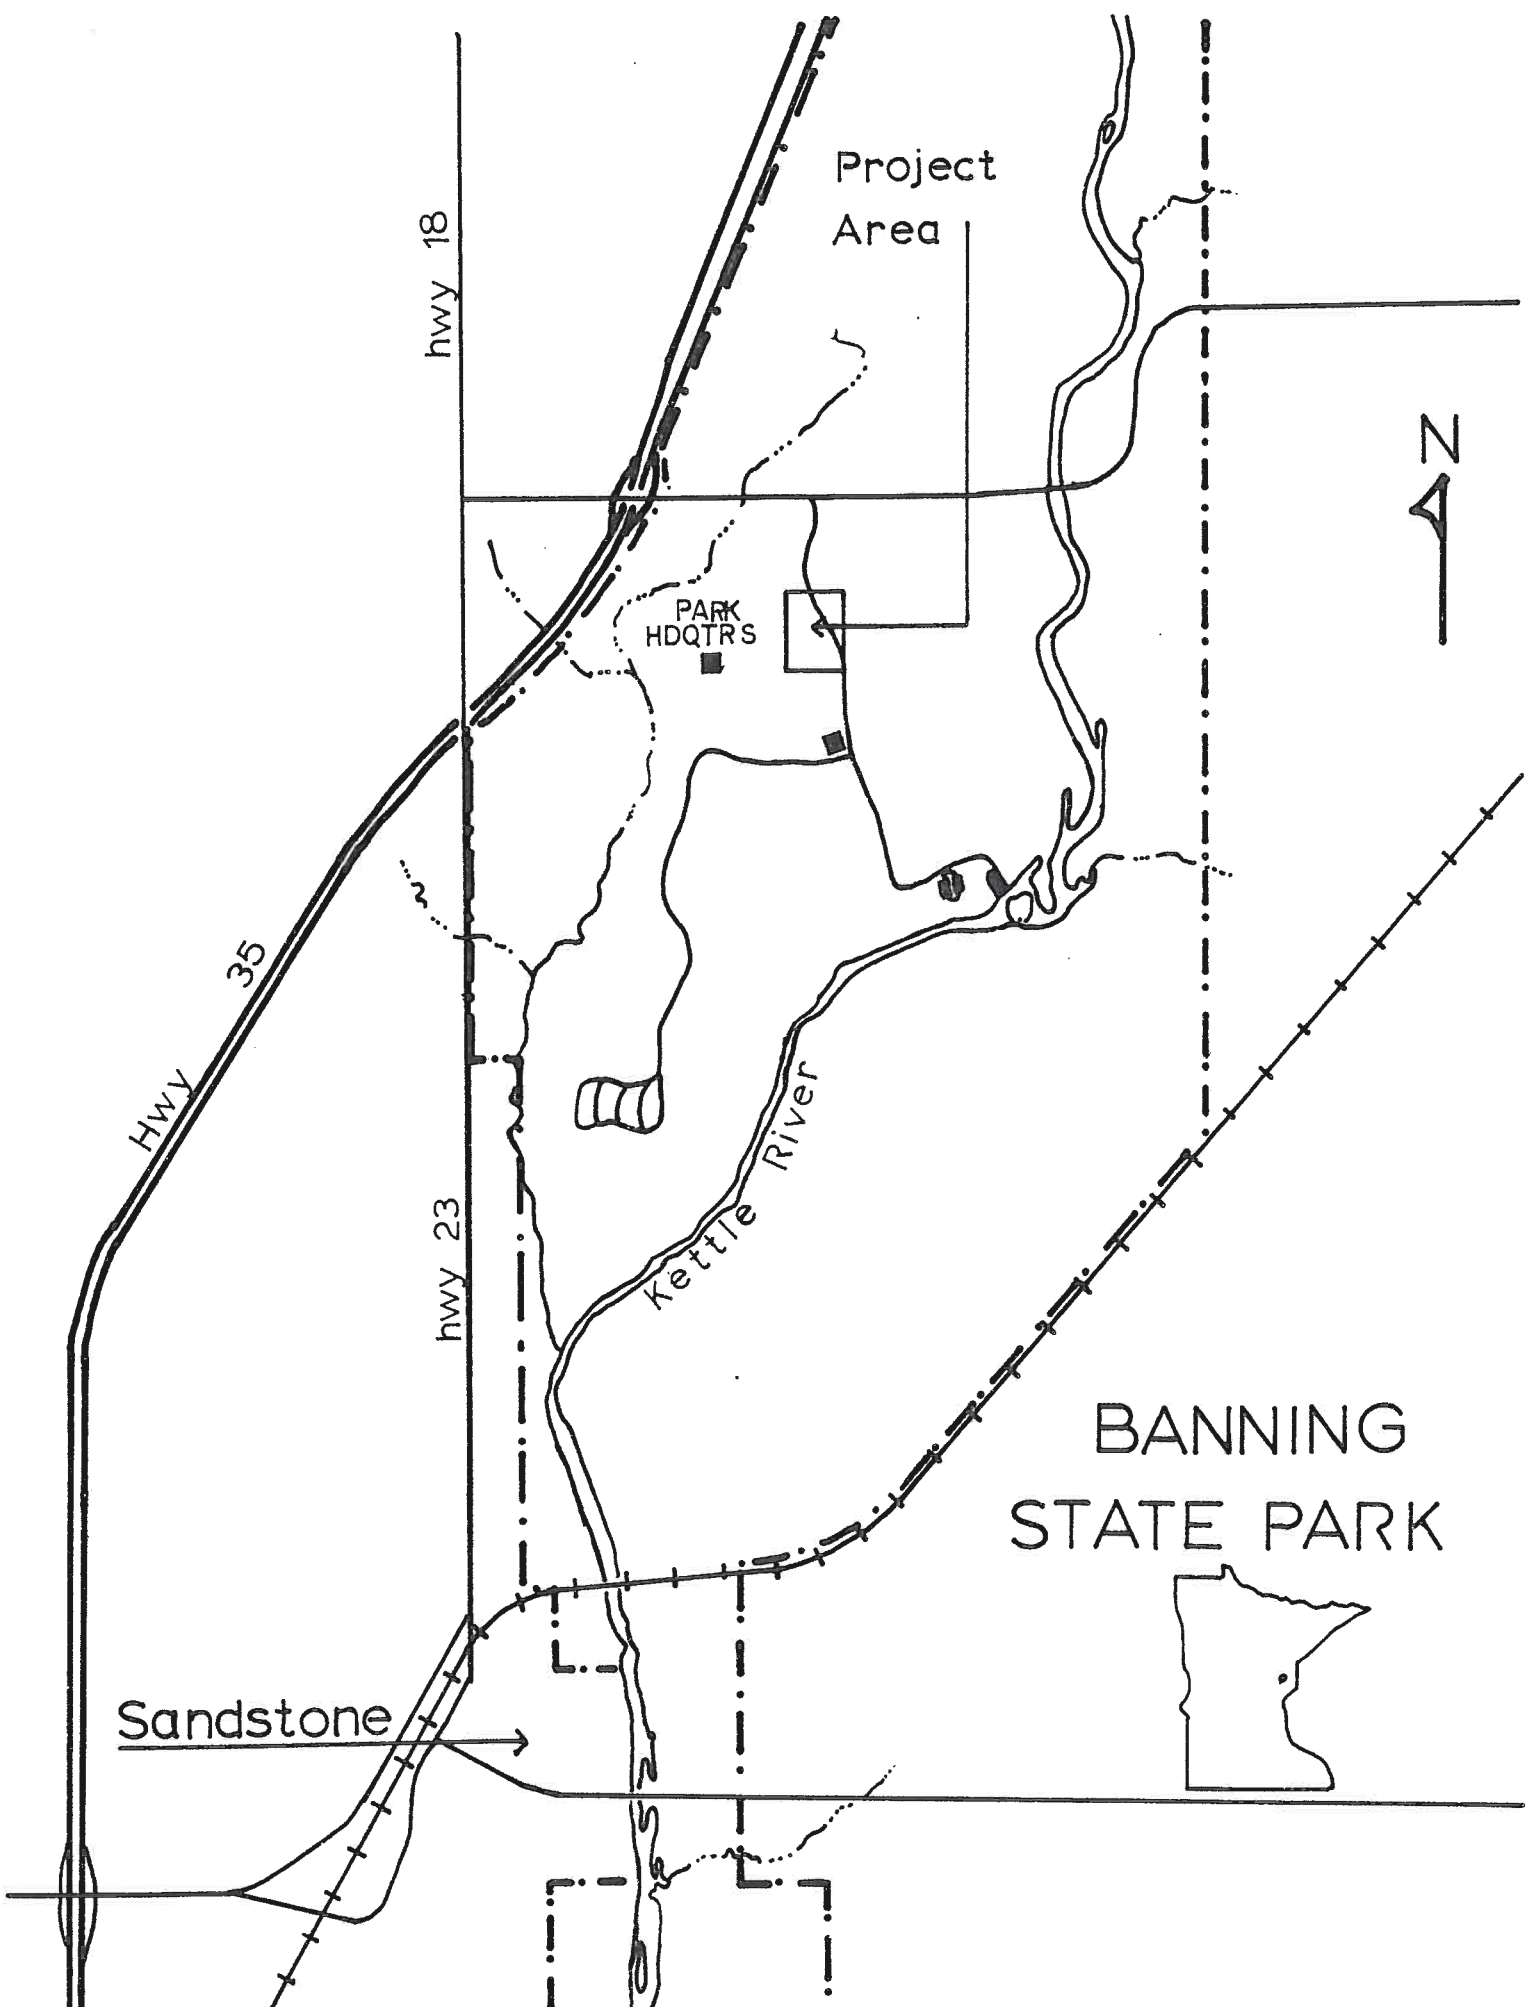 Project
Area
hwy 18
N
PARK
HDQTRS
Hwy 35
Kettle River
hwy 23
BANNING
STATE PARK
Sandstone